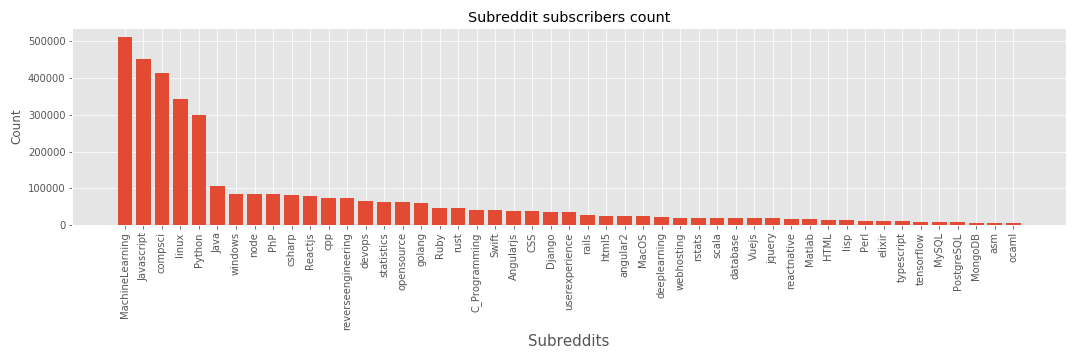 Subreddit subscribers count
Count
500000
400000
300000
200000
100000
0
MachineLearning
Javascript
compsci
linux
Python
Java
windows
node
PhP
csharp
Reactjs
cpp
reverseengineering
devops
statistics
opensource
golang
Ruby
rust
C_Programming
Swift
Angularjs
CSS
Django
userexperience
rails
html5
angular2
MacOS
deeplearning
webhosting
rstats
scala
database
Vuejs
jquery
reactnative
Matlab
HTML
lisp
Perl
elixir
typescript
tensorflow
MySQL
PostgreSQL
MongoDB
asm
ocaml
Subreddits